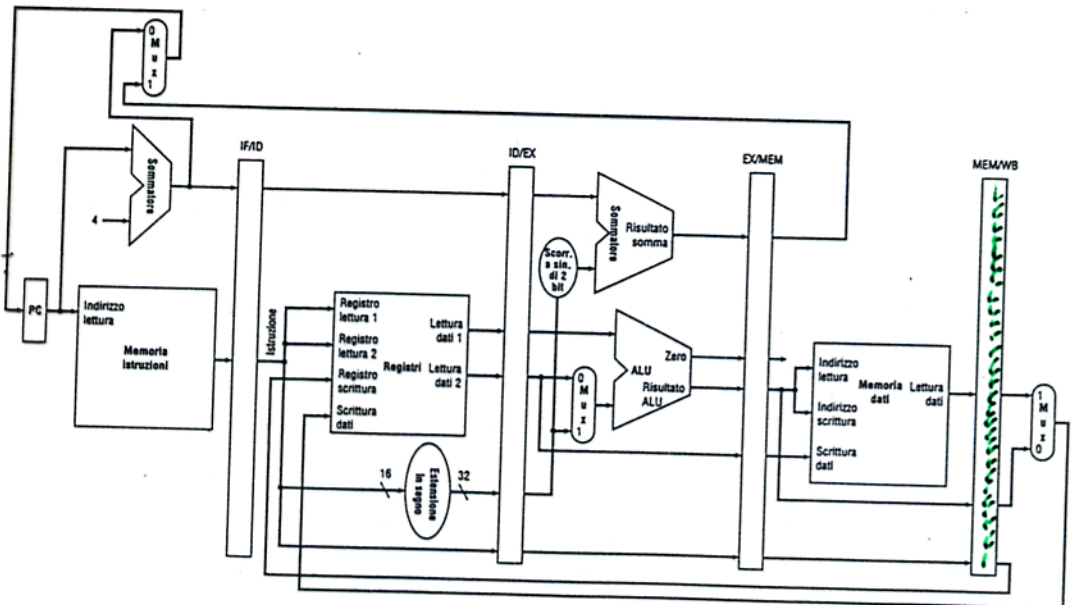 0
M
u
x
1
IF/ID
ID/EX
EX/MEM
MEM/WB
Sommatore
4
PC
Indirizzo
lettura
Memoria
istruzioni
Istruzione
Registro
lettura 1
Registro
lettura 2
Registro
scrittura
Scrittura
dati
Registri
Lettura
dati 1
Lettura
dati 2
16
Estensione
in segno
32
Scorr.
a sin.
di 2
bit
Sommatore
Risultato
somma
0
M
u
x
1
ALU
Zero
Risultato
ALU
Indirizzo
lettura
Indirizzo
scrittura
Scrittura
dati
Memoria
dati
Lettura
dati
1
M
u
x
0